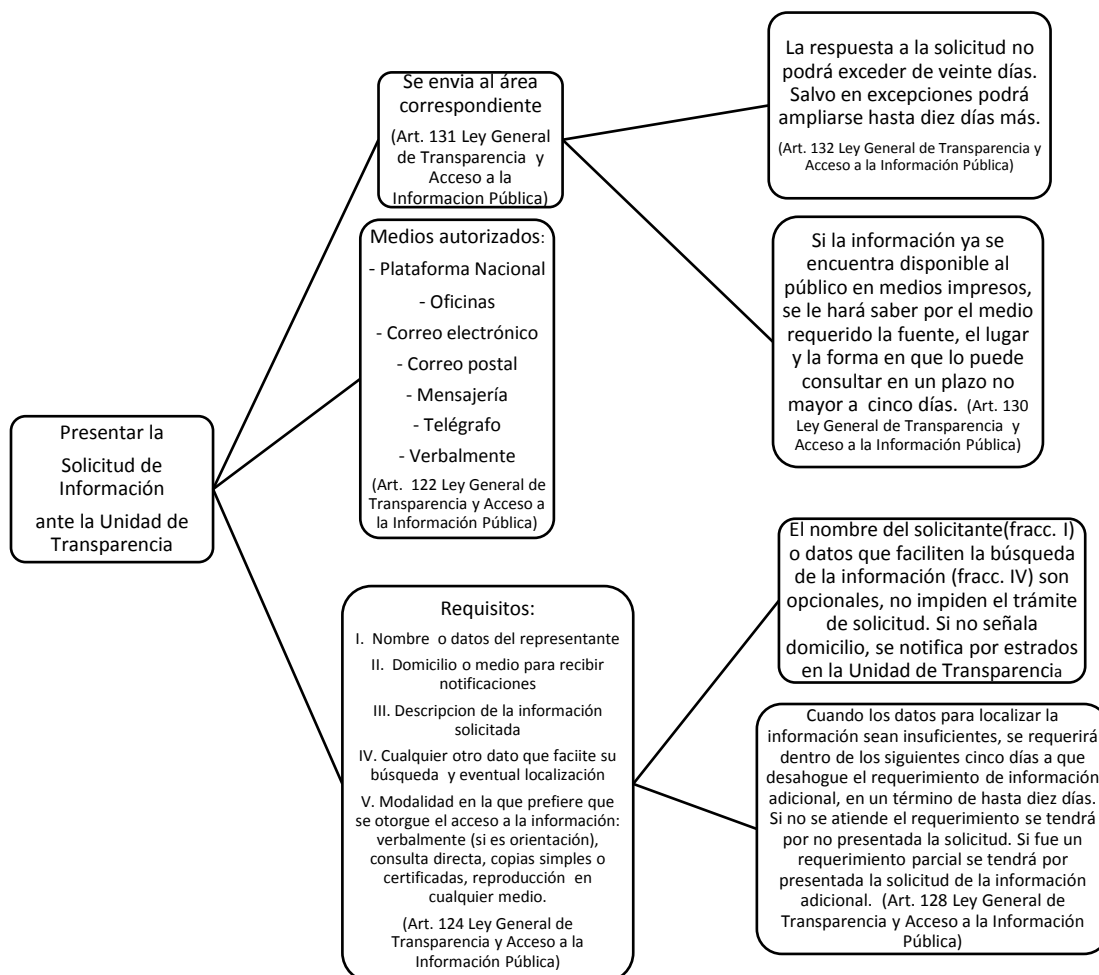 Presentar la
Solicitud de
Información
ante la Unidad de
Transparencia
Se envia al área
correspondiente
(Art. 131 Ley General
de Transparencia y
Acceso a la
Informacion Pública)
La respuesta a la solicitud no
podrá exceder de veinte días.
Salvo en excepciones podrá
ampliarse hasta diez días más.
(Art. 132 Ley General de Transparencia y
Acceso a la Información Pública)
Si la información ya se
encuentra disponible al
público en medios impresos,
se le hará saber por el medio
requerido la fuente, el lugar
y la forma en que lo puede
consultar en un plazo no
mayor a cinco días. (Art. 130
Ley General de Transparencia y
Acceso a la Información Pública)
Medios autorizados:
- Plataforma Nacional
- Oficinas
- Correo electrónico
- Correo postal
- Mensajería
- Telégrafo
- Verbalmente
(Art. 122 Ley General de
Transparencia y Acceso a
la Información Pública)
Requisitos:
I. Nombre o datos del representante
II. Domicilio o medio para recibir
notificaciones
III. Descripcion de la información
solicitada
IV. Cualquier otro dato que faciite su
búsqueda y eventual localización
V. Modalidad en la que prefiere que
se otorgue el acceso a la información:
verbalmente (si es orientación),
consulta directa, copias simples o
certificadas, reproducción en
cualquier medio.
(Art. 124 Ley General de
Transparencia y Acceso a la
Información Pública)
El nombre del solicitante(fracc. I)
o datos que faciliten la búsqueda
de la información (fracc. IV) son
opcionales, no impiden el trámite
de solicitud. Si no señala
domicilio, se notifica por estrados
en la Unidad de Transparencia
Cuando los datos para localizar la
información sean insuficientes, se requerirá
dentro de los siguientes cinco días a que
desahogue el requerimiento de información
adicional, en un término de hasta diez días.
Si no se atiende el requerimiento se tendrá
por no presentada la solicitud. Si fue un
requerimiento parcial se tendrá por
presentada la solicitud de la información
adicional. (Art. 128 Ley General de
Transparencia y Acceso a la Información
Pública)